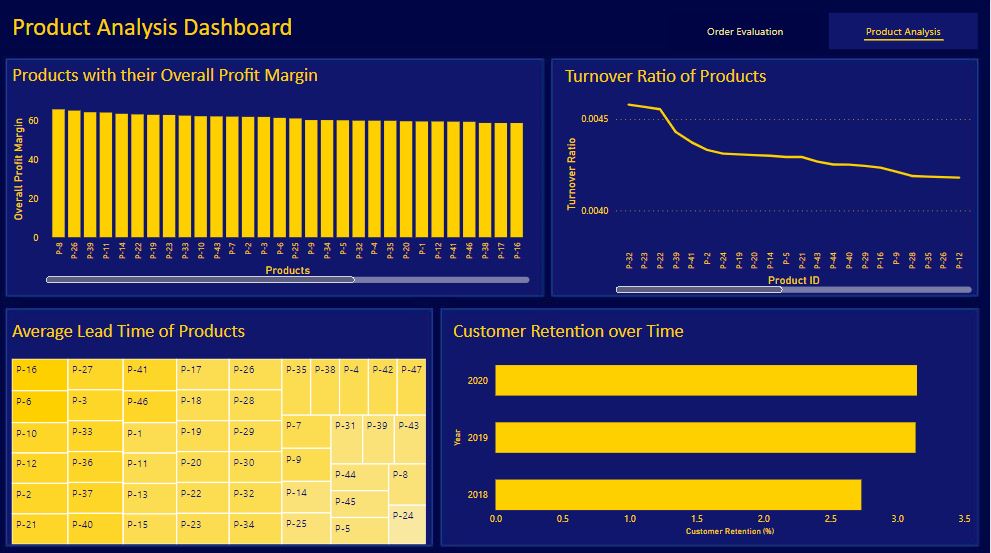 Product Analysis Dashboard
Order Evaluation
Product Analysis
Products with their Overall Profit Margin
Overall Profit Margin
60
40
20
0
P-8 P-26 P-39 P-11 P-14 P-22 P-19 P-23 P-33 P-10 P-43 P-7 P-2 P-3 P-6 P-25 P-9 P-34 P-5 P-32 P-4 P-35 P-20 P-1 P-12 P-41 P-46 P-38 P-17 P-16
Products
Turnover Ratio of Products
Turnover Ratio
0.0045
0.0040
P-32 P-23 P-22 P-39 P-41 P-2 P-24 P-19 P-20 P-14 P-5 P-21 P-43 P-44 P-40 P-29 P-16 P-9 P-28 P-35 P-26 P-12
Product ID
Average Lead Time of Products
P-16 P-27 P-41 P-17 P-26 P-35 P-38 P-4 P-42 P-47
P-6 P-3 P-46 P-18 P-28
P-10 P-33 P-1 P-19 P-29 P-7 P-31 P-39 P-43
P-12 P-36 P-11 P-20 P-30 P-9
P-44 P-8
P-2 P-37 P-13 P-22 P-32 P-14
P-45
P-21 P-40 P-15 P-23 P-34 P-25 P-5 P-24
Customer Retention over Time
Year
2020
2019
2018
0.0 0.5 1.0 1.5 2.0 2.5 3.0 3.5
Customer Retention (%)